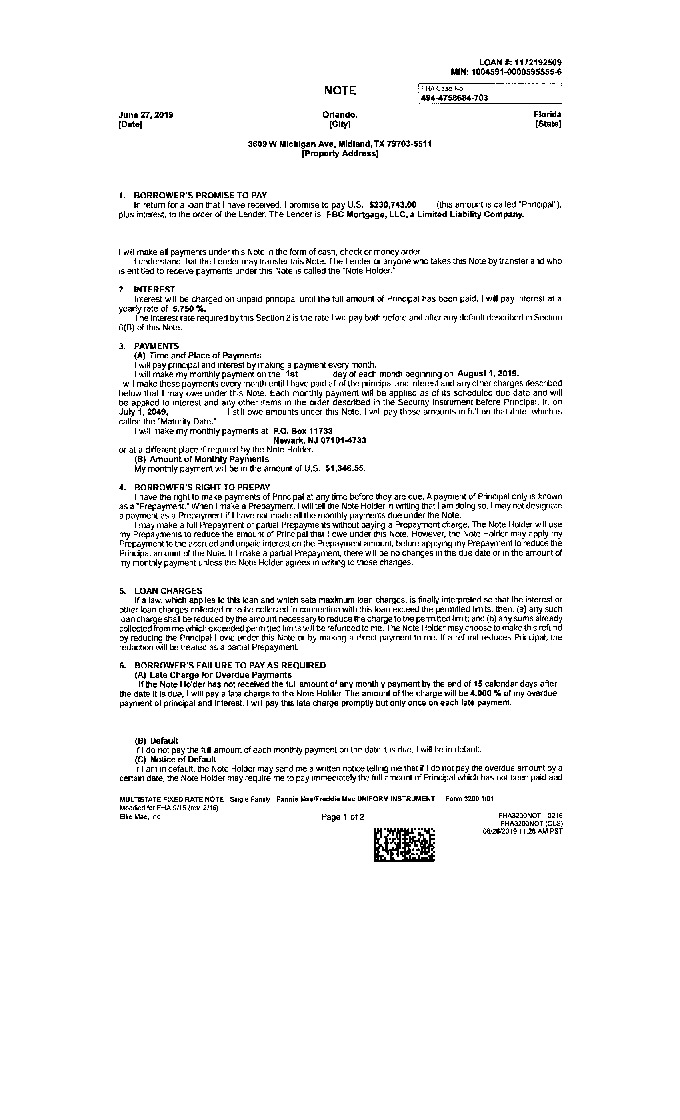 LOAN #: 1172192509
MIN: 1004591-0000595555-6
NOTE
FHA Case No.
494-4758684-703
June 27, 2019 Orlando, Florida
[Date] [City] [State]
3609 W Michigan Ave, Midland, TX 79703-5511
[Property Address]
1. BORROWER'S PROMISE TO PAY
In return for a loan that I have received, I promise to pay U.S. $230,743.00 (this amount is called "Principal"),
plus interest, to the order of the Lender. The Lender is FBC Mortgage, LLC, a Limited Liability Company.
I will make all payments under this Note in the form of cash, check or money order.
I understand that the Lender may transfer this Note. The Lender or anyone who takes this Note by transfer and who
is entitled to receive payments under this Note is called the "Note Holder."
2. INTEREST
Interest will be charged on unpaid principal until the full amount of Principal has been paid. I will pay interest at a
yearly rate of 5.750 %.
The interest rate required by this Section 2 is the rate I will pay both before and after any default described in Section
6(B) of this Note.
3. PAYMENTS
(A) Time and Place of Payments
I will pay principal and interest by making a payment every month.
I will make my monthly payment on the 1st day of each month beginning on August 1, 2019.
I will make these payments every month until I have paid all of the principal and interest and any other charges described
below that I may owe under this Note. Each monthly payment will be applied as of its scheduled due date and will
be applied to interest and any other items in the order described in the Security Instrument before Principal. If, on
July 1, 2049, I still owe amounts under this Note, I will pay those amounts in full on that date, which is
called the "Maturity Date."
I will make my monthly payments at P.O. Box 11733
Newark, NJ 07101-4733
or at a different place if required by the Note Holder.
(B) Amount of Monthly Payments
My monthly payment will be in the amount of U.S. $1,346.55.
4. BORROWER'S RIGHT TO PREPAY
I have the right to make payments of Principal at any time before they are due. A payment of Principal only is known
as a "Prepayment." When I make a Prepayment, I will tell the Note Holder in writing that I am doing so. I may not designate
a payment as a Prepayment if I have not made all the monthly payments due under the Note.
I may make a full Prepayment or partial Prepayments without paying a Prepayment charge. The Note Holder will use
my Prepayments to reduce the amount of Principal that I owe under this Note. However, the Note Holder may apply my
Prepayment to the accrued and unpaid interest on the Prepayment amount, before applying my Prepayment to reduce the
Principal amount of the Note. If I make a partial Prepayment, there will be no changes in the due date or in the amount of
my monthly payment unless the Note Holder agrees in writing to those changes.
5. LOAN CHARGES
If a law, which applies to this loan and which sets maximum loan charges, is finally interpreted so that the interest or
other loan charges collected or to be collected in connection with this loan exceed the permitted limits, then: (a) any such
loan charge shall be reduced by the amount necessary to reduce the charge to the permitted limit; and (b) any sums already
collected from me which exceeded permitted limits will be refunded to me. The Note Holder may choose to make this refund
by reducing the Principal I owe under this Note or by making a direct payment to me. If a refund reduces Principal, the
reduction will be treated as a partial Prepayment.
6. BORROWER'S FAILURE TO PAY AS REQUIRED
(A) Late Charge for Overdue Payments
If the Note Holder has not received the full amount of any monthly payment by the end of 15 calendar days after
the date it is due, I will pay a late charge to the Note Holder. The amount of the charge will be 4.000 % of my overdue
payment of principal and interest. I will pay this late charge promptly but only once on each late payment.
(B) Default
If I do not pay the full amount of each monthly payment on the date it is due, I will be in default.
(C) Notice of Default
If I am in default, the Note Holder may send me a written notice telling me that if I do not pay the overdue amount by a
certain date, the Note Holder may require me to pay immediately the full amount of Principal which has not been paid and
MULTISTATE FIXED RATE NOTE Single Family Fannie Mae/Freddie Mac UNIFORM INSTRUMENT Form 3200 1/01
Modified for FHA 9/15 (rev. 2/16)
Ellie Mae, Inc. Page 1 of 2 FHA3200NOT 0216
FHA3200NOT (CLS)
06/26/2019 11:26 AM PST